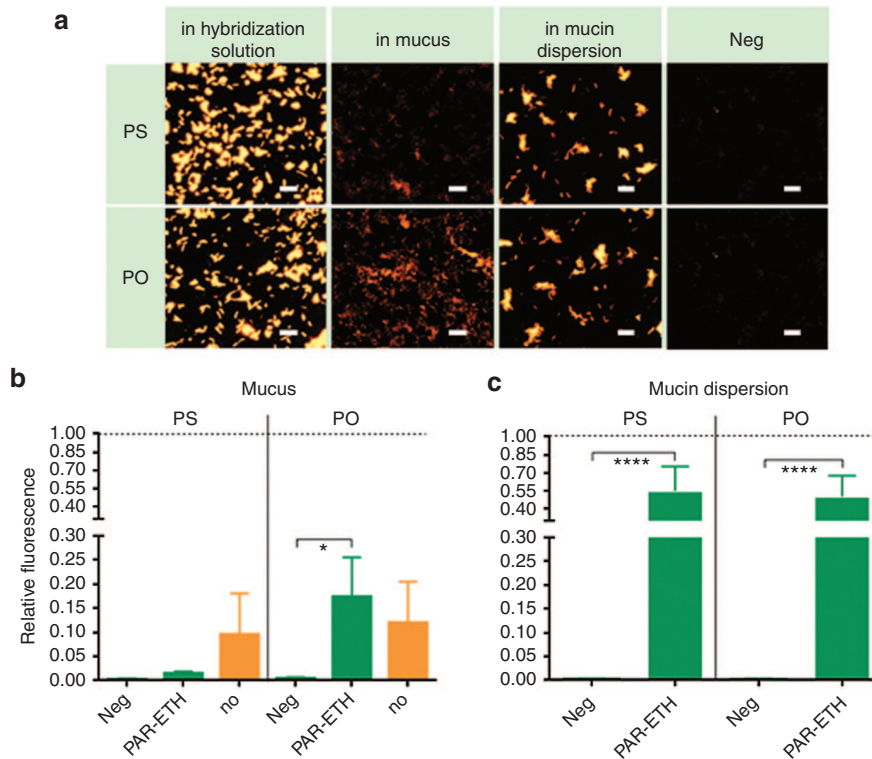 a
in hybridization
solution
in mucus
in mucin
dispersion
Neg
PS
PO
b
Mucus
PS
PO
Relative fluorescence
1.00
0.85
0.70
0.55
0.40
0.30
0.25
0.20
0.15
0.10
0.05
0.00
*
Neg
PAR-ETH
no
Neg
PAR-ETH
no
c
Mucin dispersion
PS
PO
1.00
0.85
0.70
0.55
0.40
0.30
0.25
0.20
0.15
0.10
0.05
0.00
****
****
Neg
PAR-ETH
Neg
PAR-ETH